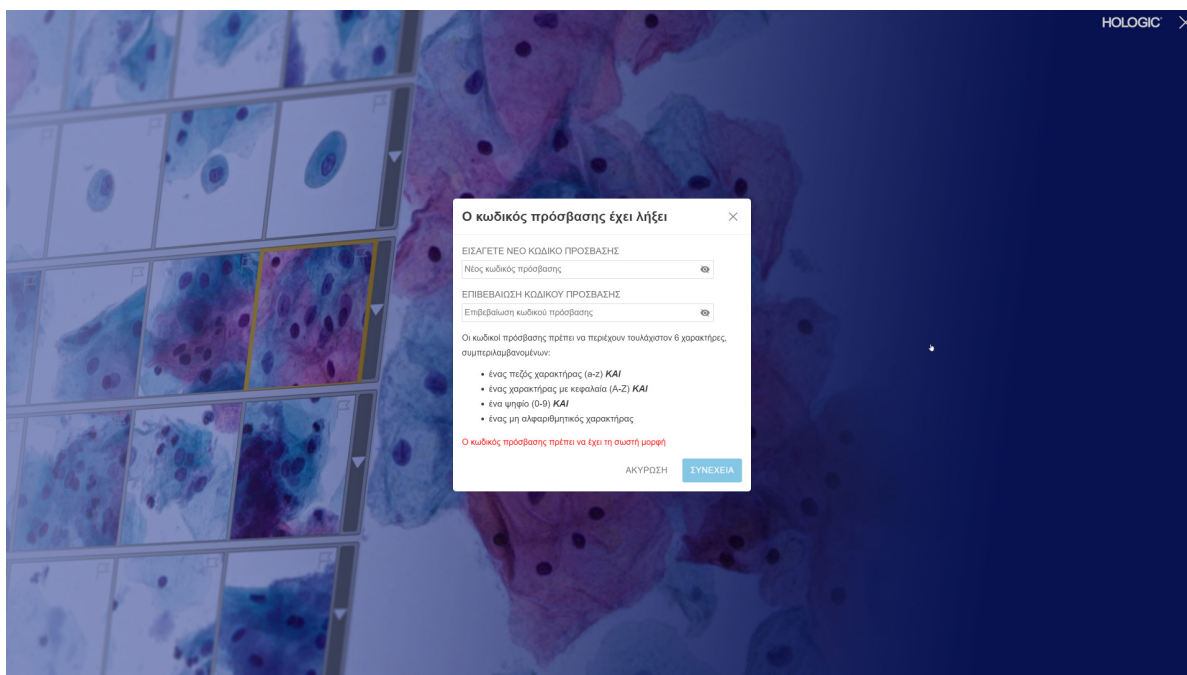 HOLOGIC
Ο κωδικός πρόσβασης έχει λήξει
ΕΙΣΑΓΕΤΕ ΝΕΟ ΚΩΔΙΚΟ ΠΡΟΣΒΑΣΗΣ
Νέος κωδικός πρόσβασης
ΕΠΙΒΕΒΑΙΩΣΗ ΚΩΔΙΚΟΥ ΠΡΟΣΒΑΣΗΣ
Επιβεβαίωση κωδικού πρόσβασης
Οι κωδικοί πρόσβασης πρέπει να περιέχουν τουλάχιστον 6 χαρακτήρες,
συμπεριλαμβανομένων:
• ένας πεζός χαρακτήρας (a-z) ΚΑΙ
• ένας χαρακτήρας με κεφαλαία (A-Z) ΚΑΙ
• ένα ψηφίο (0-9) ΚΑΙ
• ένας μη αλφαριθμητικός χαρακτήρας
Ο κωδικός πρόσβασης πρέπει να έχει τη σωστή μορφή
ΑΚΥΡΩΣΗ ΣΥΝΕΧΕΙΑ